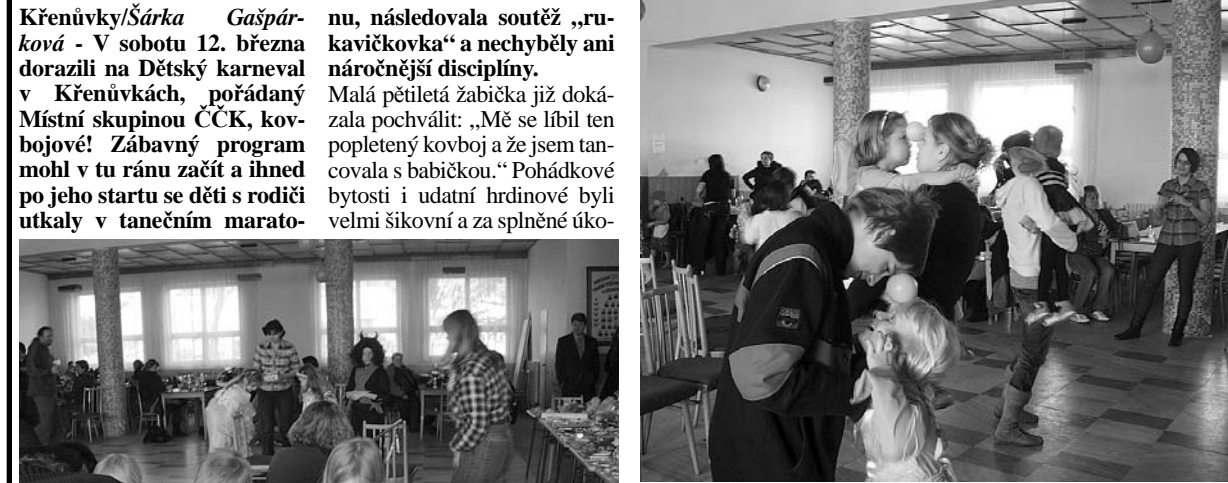 Křenůvky/Šárka Gašpár-
ková - V sobotu 12. března
dorazili na Dětský karneval
v Křenůvkách, pořádaný
Místní skupinou ČČK, kov-
bojové! Zábavný program
mohl v tu ránu začít a ihned
po jeho startu se děti s rodiči
utkaly v tanečním marato-
nu, následovala soutěž „ru-
kavičkovka“ a nechyběly ani
náročnější disciplíny.
Malá pětiletá žabička již doká-
zala pochválit: „Mě se líbil ten
popletený kovboj a že jsem tan-
covala s babičkou.“ Pohádkové
bytosti i udatní hrdinové byli
velmi šikovní a za splněné úko-